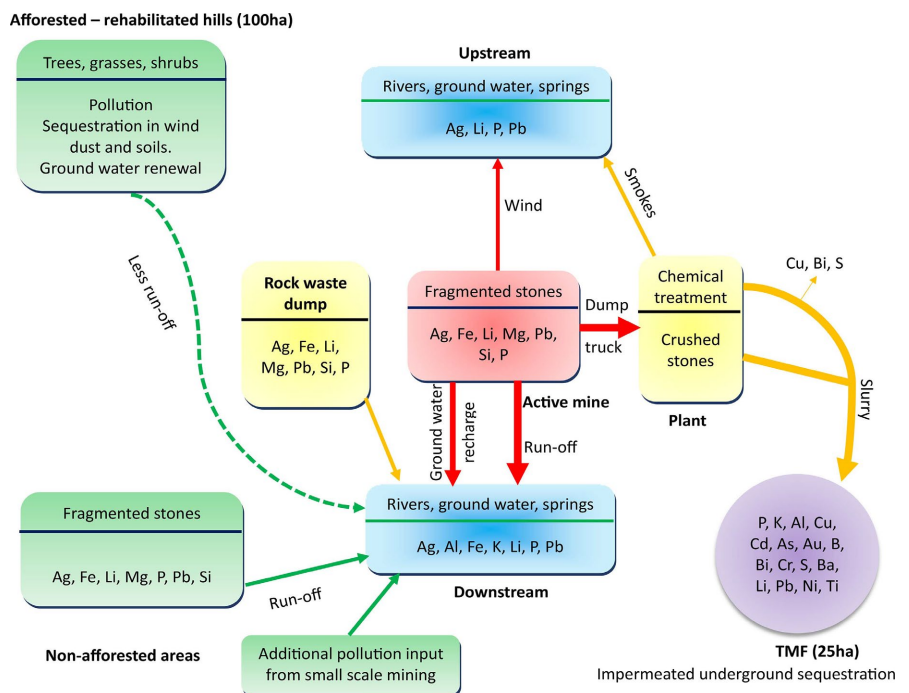 Afforested – rehabilitated hills (100ha)
Trees, grasses, shrubs
Pollution
Sequestration in wind
dust and soils.
Ground water renewal
Upstream
Rivers, ground water, springs
Ag, Li, P, Pb
Wind
Smokes
Less run-off
Rock waste
dump
Ag, Fe, Li,
Mg, Pb, Si, P
Fragmented stones
Ag, Fe, Li, Mg, Pb,
Si, P
Active mine
Dump
truck
Chemical
treatment
Crushed
stones
Plant
Cu, Bi, S
Slurry
Ground water
recharge
Run-off
Rivers, ground water, springs
Ag, Al, Fe, K, Li, P, Pb
Downstream
Fragmented stones
Ag, Fe, Li, Mg, P, Pb, Si
Run-off
Non-afforested areas
Additional pollution input
from small scale mining
P, K, Al, Cu,
Cd, As, Au, B,
Bi, Cr, S, Ba,
Li, Pb, Ni, Ti
TMF (25ha)
Impermeated underground sequestration